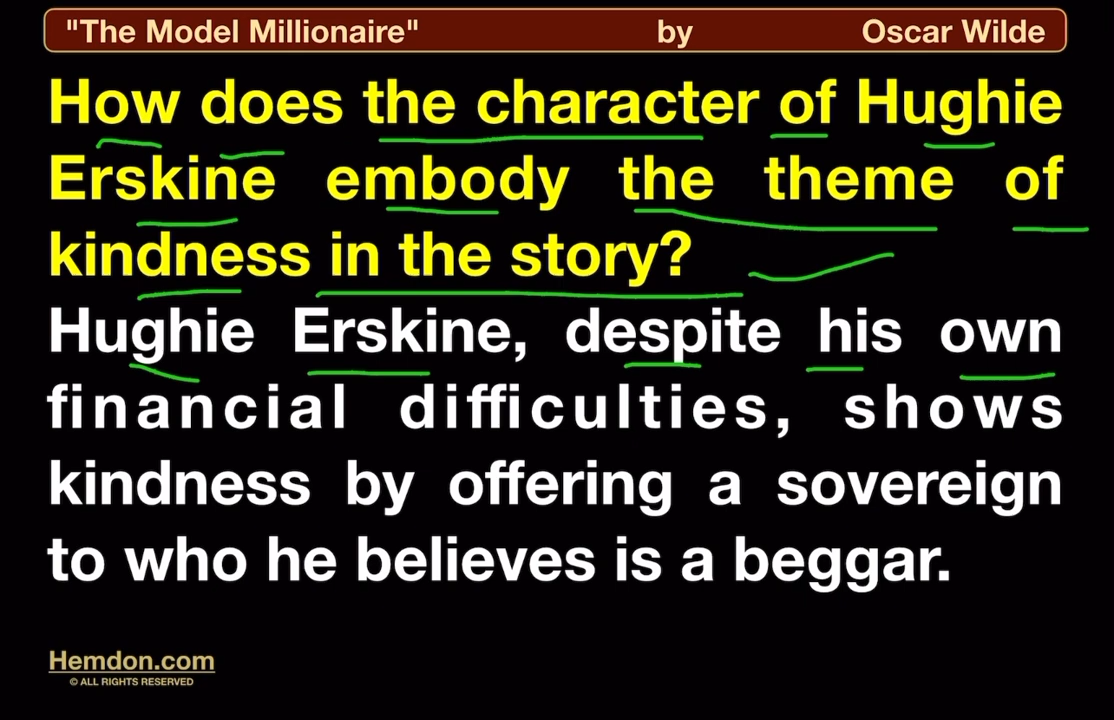 "The Model Millionaire" by Oscar Wilde
How does the character of Hughie
Erskine embody the theme of
kindness in the story?
Hughie Erskine, despite his own
financial difficulties, shows
kindness by offering a sovereign
to who he believes is a beggar.
Hemdon.com
© ALL RIGHTS RESERVED